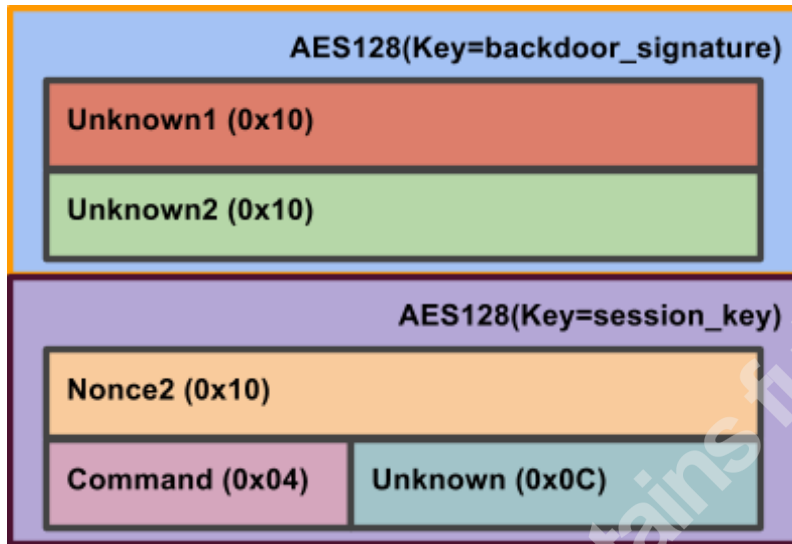 AES128(Key=backdoor_signature)
Unknown1 (0x10)
Unknown2 (0x10)
AES128(Key=session_key)
Nonce2 (0x10)
Command (0x04)
Unknown (0x0C)